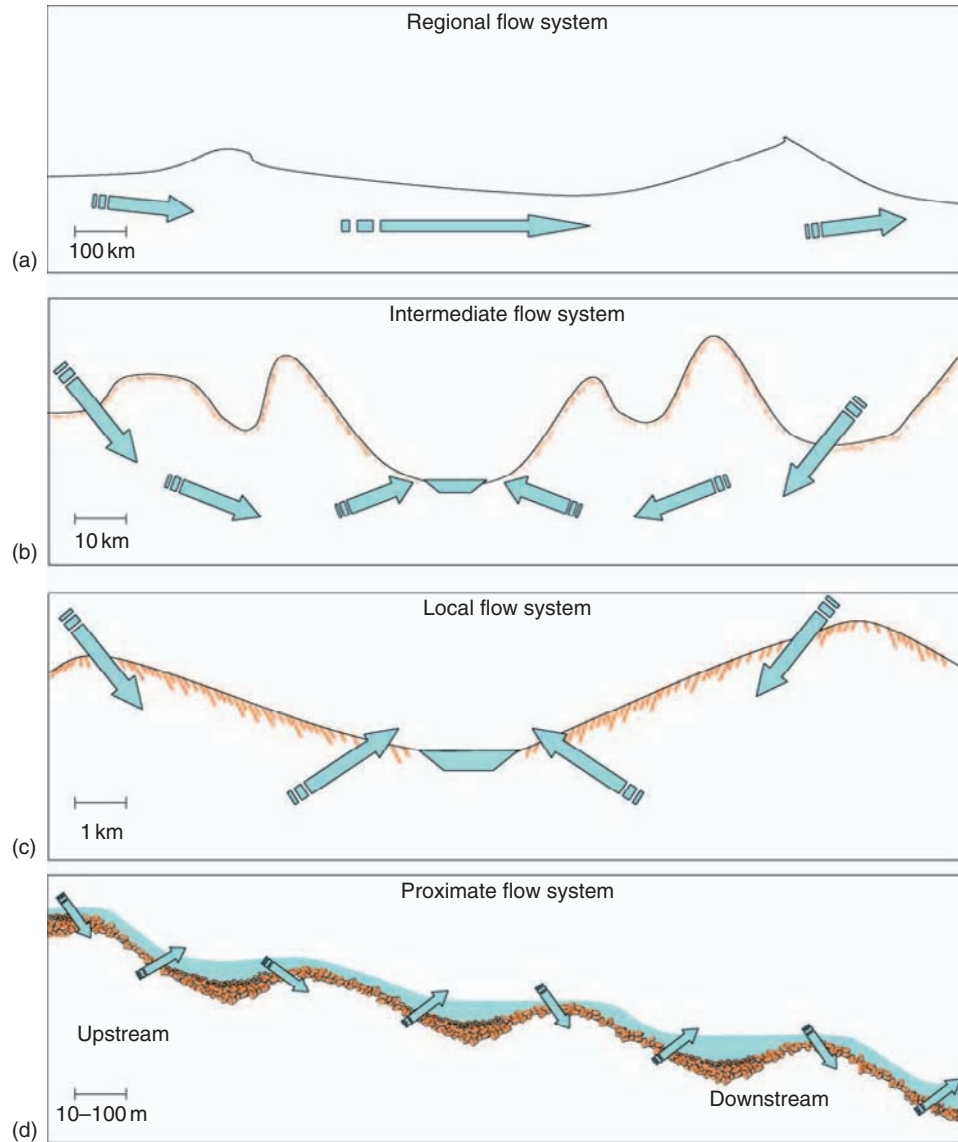 Regional flow system
100 km
(a)
Intermediate flow system
10 km
(b)
Local flow system
1 km
(c)
Proximate flow system
Upstream
Downstream
10–100 m
(d)